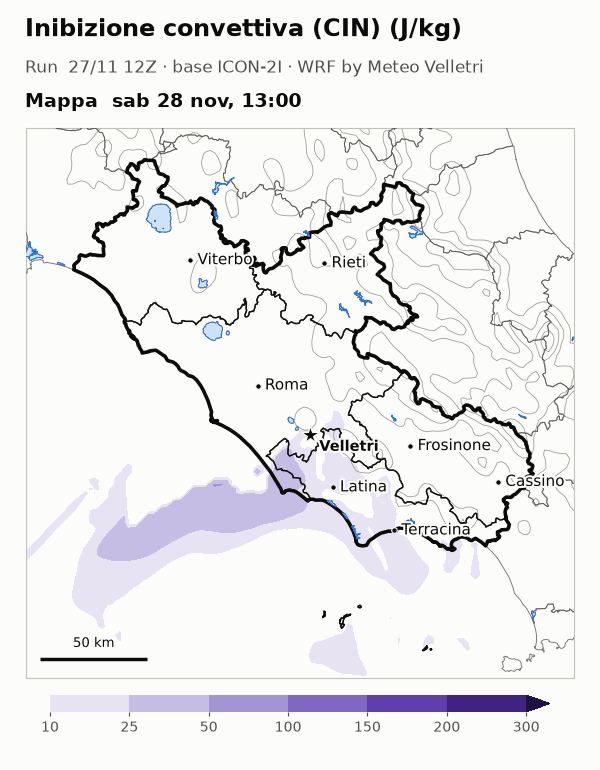 Inibizione convettiva (CIN) (J/kg)
Run  27/11 12Z · base ICON-2I · WRF by Meteo Velletri
Mappa  sab 28 nov, 13:00
Viterbo
Rieti
Roma
Velletri
Frosinone
Latina
Cassino
Terracina
50 km
10 25 50 100 150 200 300